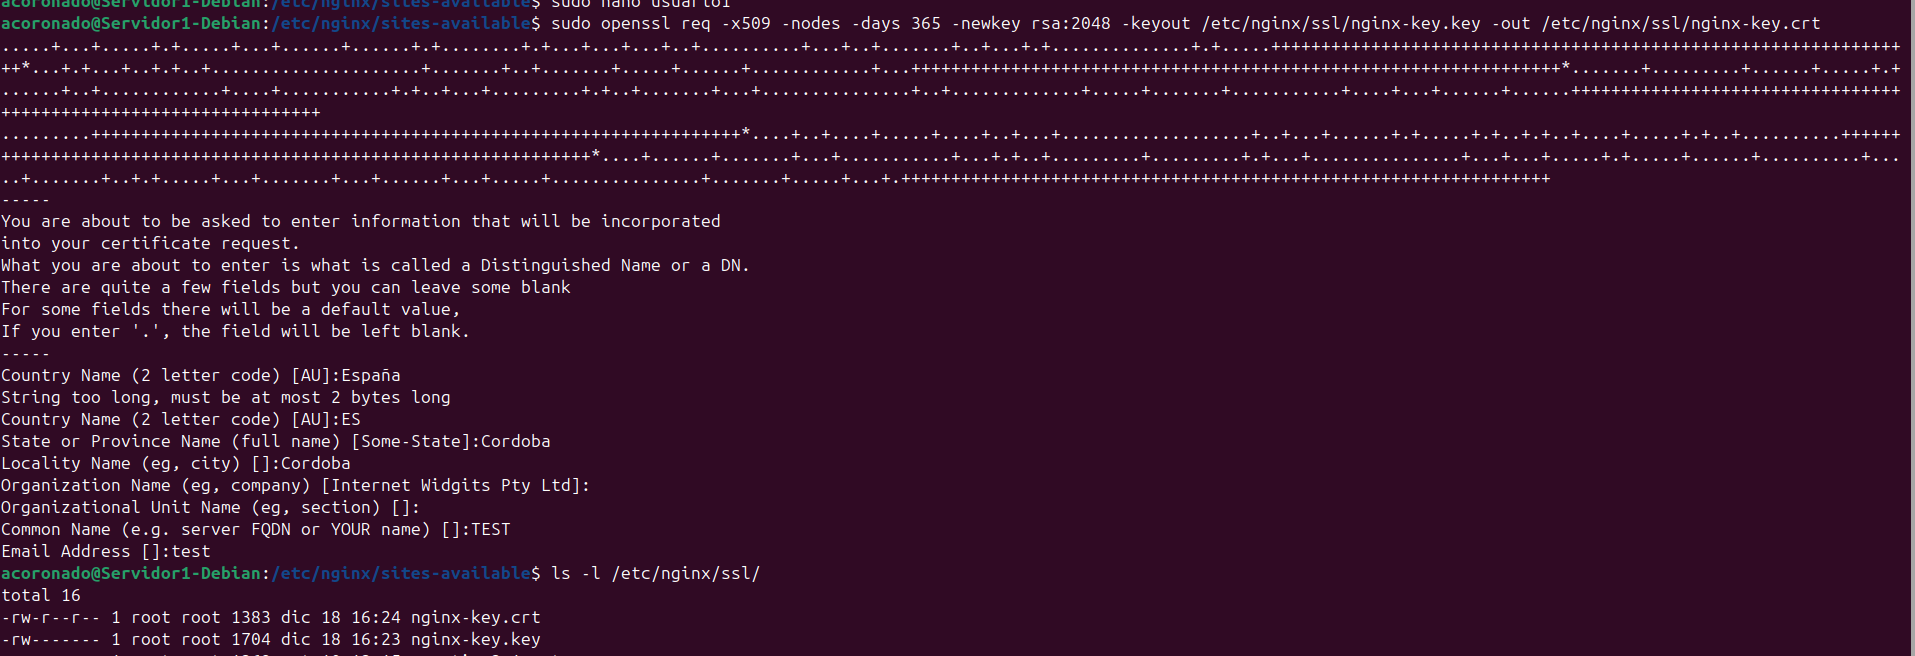 acoronado@Servidor1-Debian:/etc/nginx/sites-available$ sudo nano usuario1
acoronado@Servidor1-Debian:/etc/nginx/sites-available$ sudo openssl req -x509 -nodes -days 365 -newkey rsa:2048 -keyout /etc/nginx/ssl/nginx-key.key -out /etc/nginx/ssl/nginx-key.crt
-----
You are about to be asked to enter information that will be incorporated
into your certificate request.
What you are about to enter is what is called a Distinguished Name or a DN.
There are quite a few fields but you can leave some blank
For some fields there will be a default value,
If you enter '.', the field will be left blank.
-----
Country Name (2 letter code) [AU]:España
String too long, must be at most 2 bytes long
Country Name (2 letter code) [AU]:ES
State or Province Name (full name) [Some-State]:Cordoba
Locality Name (eg, city) []:Cordoba
Organization Name (eg, company) [Internet Widgits Pty Ltd]:
Organizational Unit Name (eg, section) []:
Common Name (e.g. server FQDN or YOUR name) []:TEST
Email Address []:test
acoronado@Servidor1-Debian:/etc/nginx/sites-available$ ls -l /etc/nginx/ssl/
total 16
-rw-r--r-- 1 root root 1383 dic 18 16:24 nginx-key.crt
-rw------- 1 root root 1704 dic 18 16:23 nginx-key.key